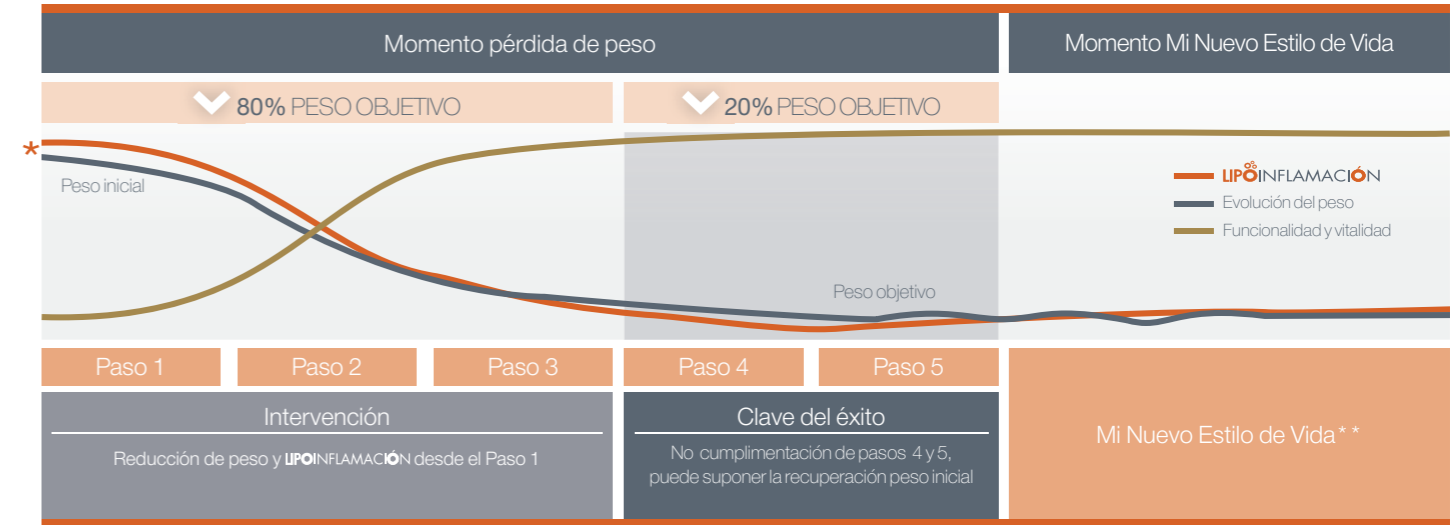 Momento pérdida de peso
Momento Mi Nuevo Estilo de Vida
80% PESO OBJETIVO
20% PESO OBJETIVO
*
Peso inicial
LIPOINFLAMACIÓN
Evolución del peso
Funcionalidad y vitalidad
Peso objetivo
Paso 1
Paso 2
Paso 3
Paso 4
Paso 5
Intervención
Reducción de peso y LIPOINFLAMACIÓN desde el Paso 1
Clave del éxito
No cumplimentación de pasos 4 y 5,
puede suponer la recuperación peso inicial
Mi Nuevo Estilo de Vida**